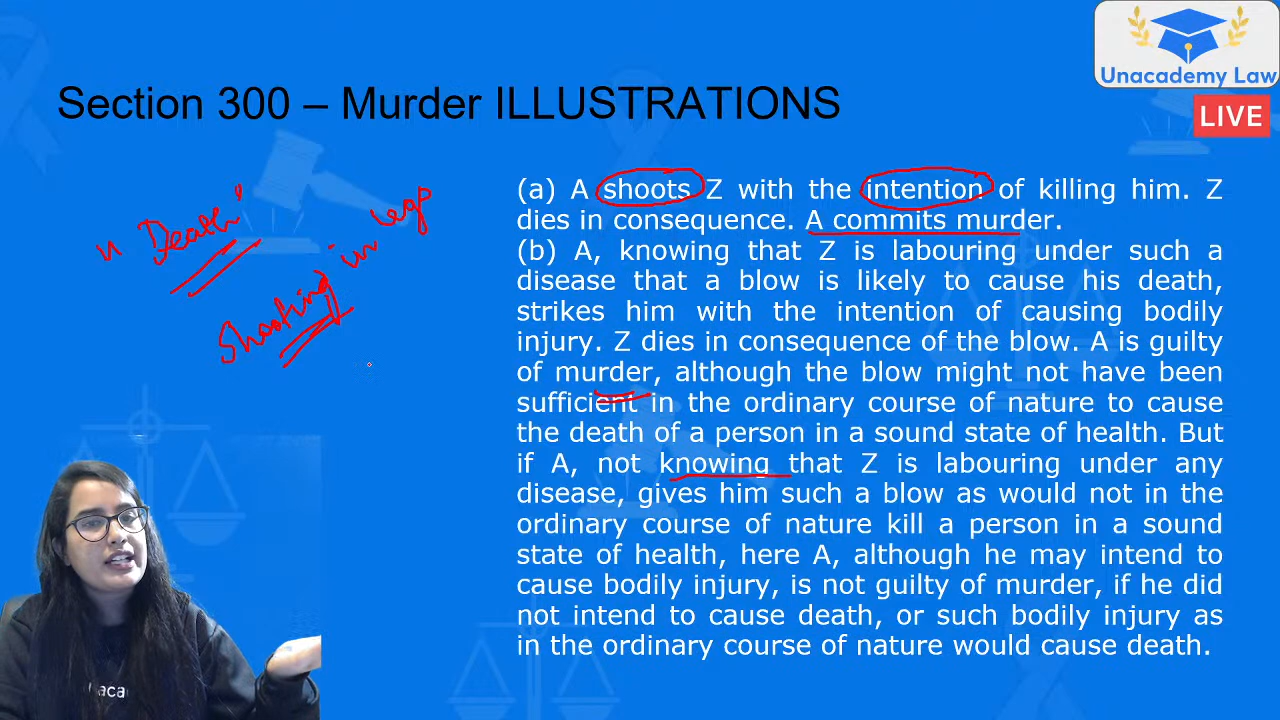 Unacademy Law
LIVE
Section 300 – Murder ILLUSTRATIONS
"Death"
Shooting in legs
(a) A shoots Z with the intention of killing him. Z
dies in consequence. A commits murder.
(b) A, knowing that Z is labouring under such a
disease that a blow is likely to cause his death,
strikes him with the intention of causing bodily
injury. Z dies in consequence of the blow. A is guilty
of murder, although the blow might not have been
sufficient in the ordinary course of nature to cause
the death of a person in a sound state of health. But
if A, not knowing that Z is labouring under any
disease, gives him such a blow as would not in the
ordinary course of nature kill a person in a sound
state of health, here A, although he may intend to
cause bodily injury, is not guilty of murder, if he did
not intend to cause death, or such bodily injury as
in the ordinary course of nature would cause death.